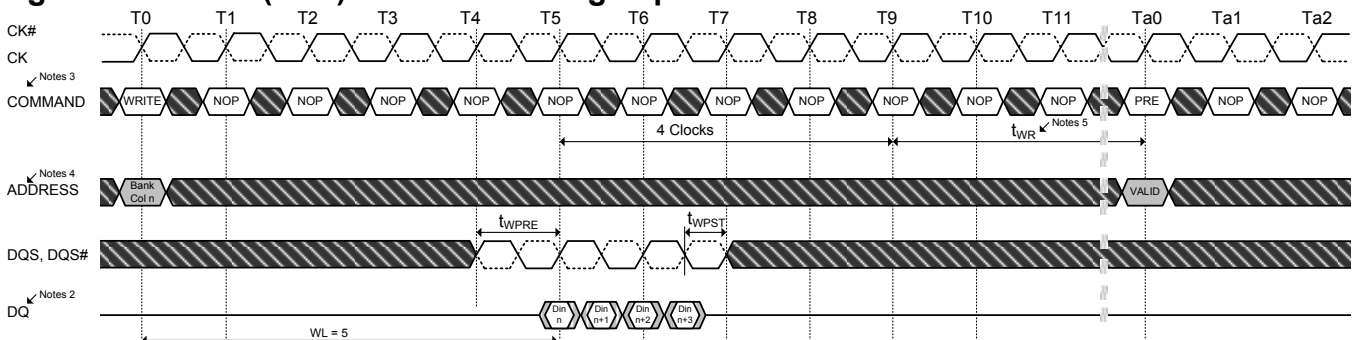 T0 T1 T2 T3 T4 T5 T6 T7 T8 T9 T10 T11 Ta0 Ta1 Ta2
CK#
CK
Notes 3
COMMAND WRITE NOP NOP NOP NOP NOP NOP NOP NOP NOP NOP NOP PRE NOP NOP
4 Clocks tWR Notes 5
Notes 4
ADDRESS Bank Col n VALID
tWPRE tWPST
DQS, DQS#
Notes 2
DQ Din n Din n+1 Din n+2 Din n+3
WL = 5